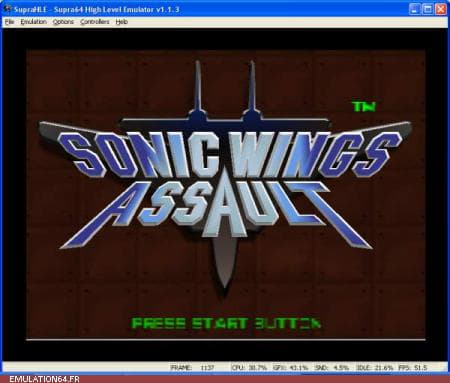 SupraHLE - Supra64 High Level Emulator v1.1.3
File Emulation Options Controllers Help
TM
SONIC WINGS
ASSAULT
PRESS START BUTTON
FRAME: 1137 CPU: 30.7% GFX: 43.1% SND: 4.5% IDLE: 21.6% FPS: 51.5
EMULATION64.FR